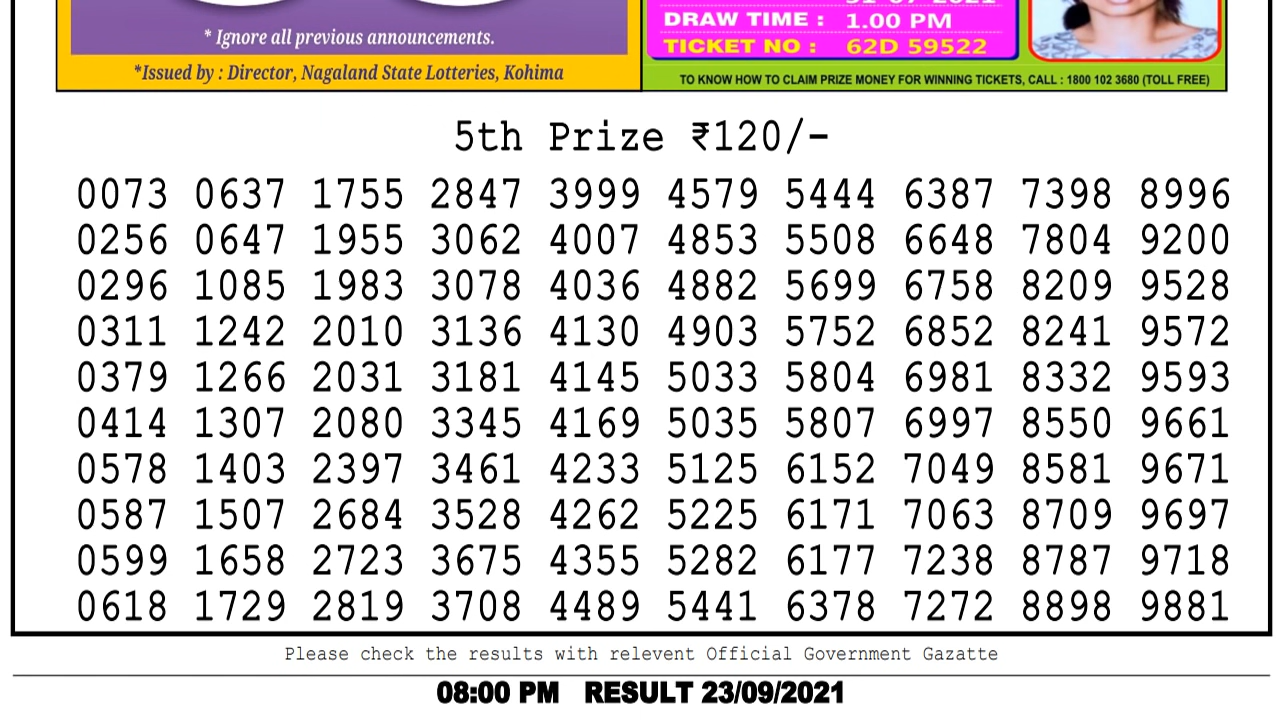 * Ignore all previous announcements.
*Issued by : Director, Nagaland State Lotteries, Kohima
DRAW TIME : 1.00 PM
TICKET NO : 62D 59522
TO KNOW HOW TO CLAIM PRIZE MONEY FOR WINNING TICKETS, CALL : 1800 102 3680 (TOLL FREE)
5th Prize ₹120/-
0073 0637 1755 2847 3999 4579 5444 6387 7398 8996
0256 0647 1955 3062 4007 4853 5508 6648 7804 9200
0296 1085 1983 3078 4036 4882 5699 6758 8209 9528
0311 1242 2010 3136 4130 4903 5752 6852 8241 9572
0379 1266 2031 3181 4145 5033 5804 6981 8332 9593
0414 1307 2080 3345 4169 5035 5807 6997 8550 9661
0578 1403 2397 3461 4233 5125 6152 7049 8581 9671
0587 1507 2684 3528 4262 5225 6171 7063 8709 9697
0599 1658 2723 3675 4355 5282 6177 7238 8787 9718
0618 1729 2819 3708 4489 5441 6378 7272 8898 9881
Please check the results with relevent Official Government Gazatte
08:00 PM RESULT 23/09/2021